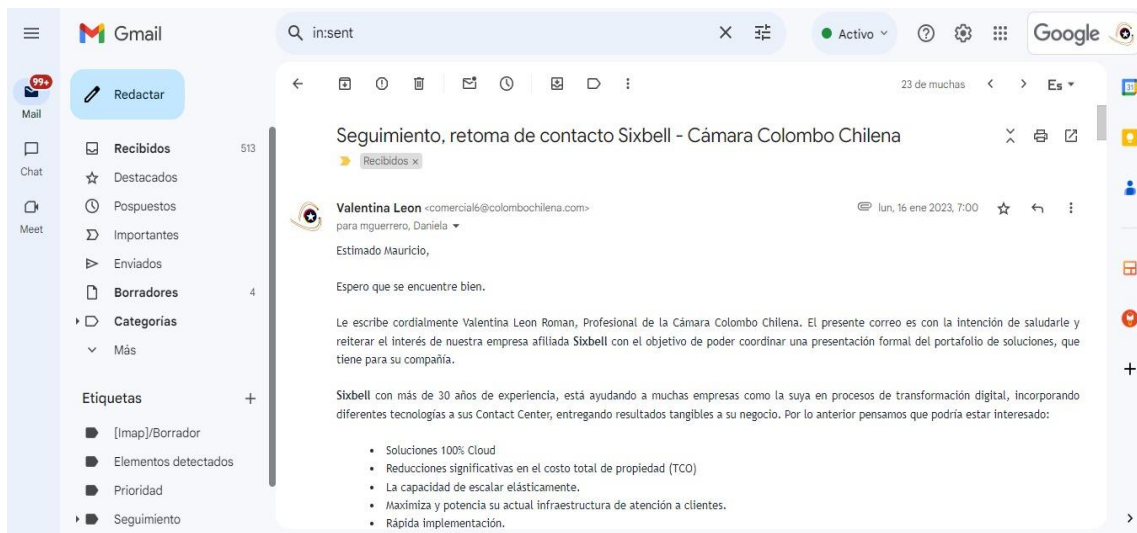 Gmail
in:sent
Activo
Google
99+
Mail
Chat
Meet
Redactar
Recibidos 513
Destacados
Pospuestos
Importantes
Enviados
Borradores 4
Categorías
Más
Etiquetas
[Imap]/Borrador
Elementos detectados
Prioridad
Seguimiento
23 de muchas
Es
Seguimiento, retoma de contacto Sixbell - Cámara Colombo Chilena
Recibidos x
Valentina Leon <comercial6@colombochilena.com>
lun, 16 ene 2023, 7:00
para mguerrero, Daniela
Estimado Mauricio,
Espero que se encuentre bien.
Le escribe cordialmente Valentina Leon Roman, Profesional de la Cámara Colombo Chilena. El presente correo es con la intención de saludarle y
reiterar el interés de nuestra empresa afiliada Sixbell con el objetivo de poder coordinar una presentación formal del portafolio de soluciones, que
tiene para su compañía.
Sixbell con más de 30 años de experiencia, está ayudando a muchas empresas como la suya en procesos de transformación digital, incorporando
diferentes tecnologías a sus Contact Center, entregando resultados tangibles a su negocio. Por lo anterior pensamos que podría estar interesado:
• Soluciones 100% Cloud
• Reducciones significativas en el costo total de propiedad (TCO)
• La capacidad de escalar elásticamente.
• Maximiza y potencia su actual infraestructura de atención a clientes.
• Rápida implementación.
31